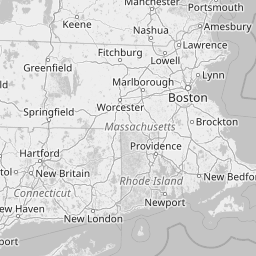 Manchester
Portsmouth
Keene
Nashua
Amesbury
Fitchburg
Lawrence
Greenfield
Lowell
Lynn
Marlborough
Boston
Springfield
Worcester
Massachusetts
Brockton
Hartford
Providence
New Britain
New Bedfor
Connecticut
Rhode Island
New Haven
New London
Newport